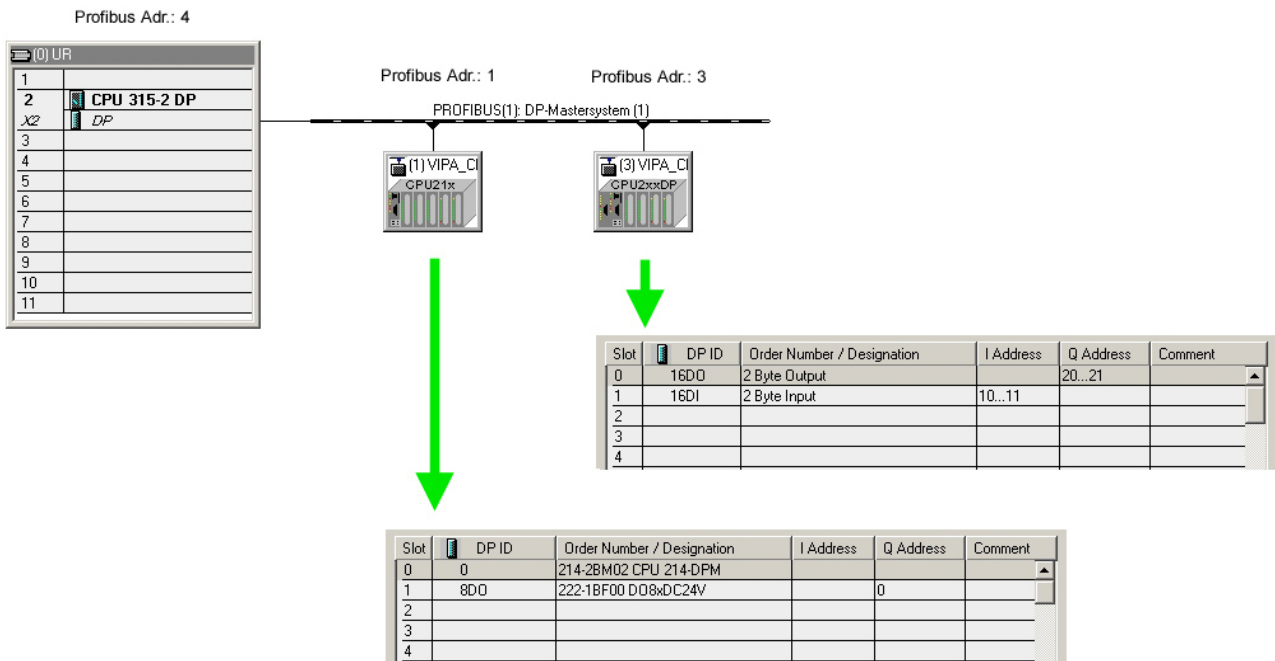 Profibus Adr.: 4
(0) UR
1
2 CPU 315-2 DP
X2 DP
3
4
5
6
7
8
9
10
11
Profibus Adr.: 1 Profibus Adr.: 3
PROFIBUS(1): DP-Mastersystem (1)
(1) VIPA_CI (3) VIPA_CI
CPU21x CPU2xxDP
Slot DP ID Order Number / Designation I Address Q Address Comment
0 16DO 2 Byte Output 20...21
1 16DI 2 Byte Input 10...11
2
3
4
Slot DP ID Order Number / Designation I Address Q Address Comment
0 0 214-2BM02 CPU 214-DPM
1 8DO 222-1BF00 DO8xDC24V 0
2
3
4